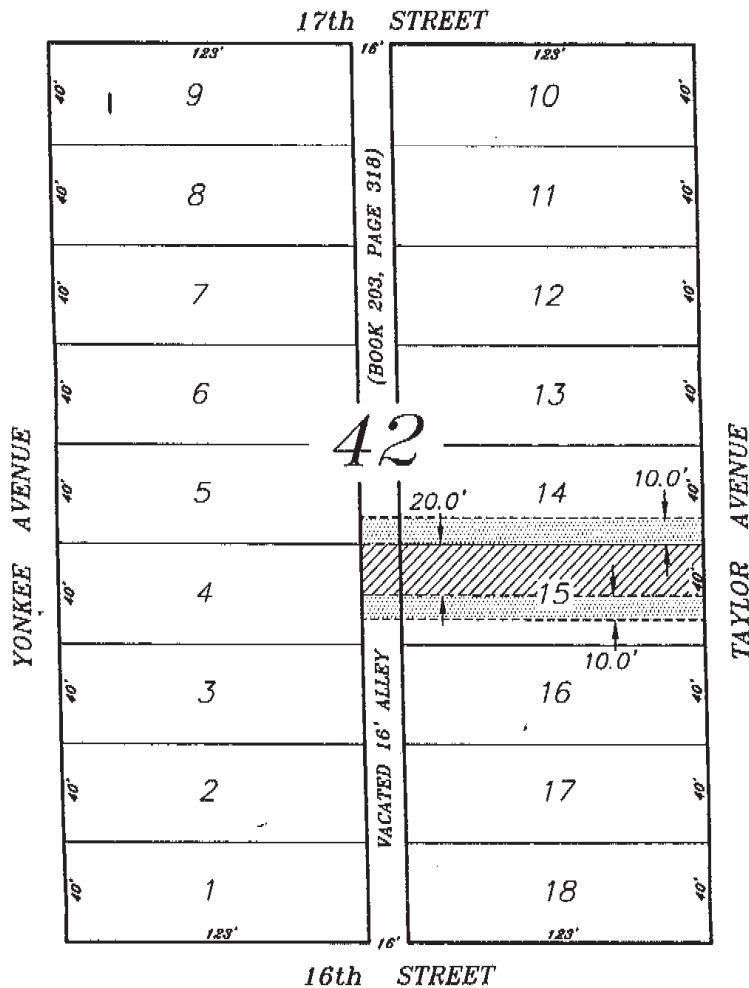 17th STREET
123' 16' 123'
40' 9 10 40'
40' 8 11 40'
40' 7 12 40'
(BOOK 203, PAGE 318)
40' 6 13 40'
42
YONKEE AVENUE
TAYLOR AVENUE
40' 5 14 40'
20.0' 10.0'
40' 4 15 40'
10.0'
40' 3 16 40'
VACATED 16' ALLEY
40' 2 17 40'
40' 1 18 40'
123' 16' 123'
16th STREET